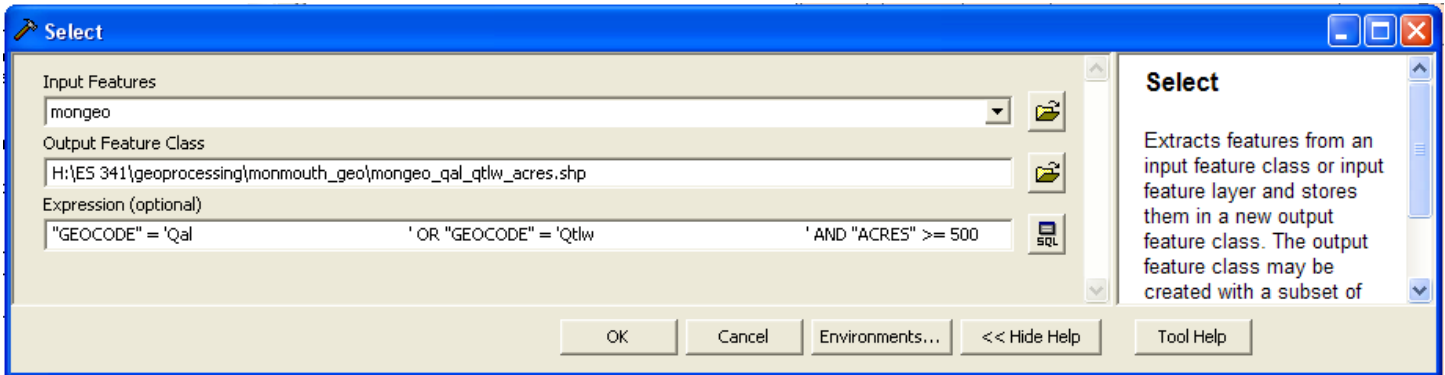 Select
Input Features
mongeo
Output Feature Class
H:\ES 341\geoprocessing\monmouth_geo\mongeo_qal_qtlw_acres.shp
Expression (optional)
"GEOCODE" = 'Qal                                        ' OR "GEOCODE" = 'Qtlw                                        ' AND "ACRES" >= 500
SQL
OK
Cancel
Environments...
<< Hide Help
Tool Help
Select
Extracts features from an
input feature class or input
feature layer and stores
them in a new output
feature class. The output
feature class may be
created with a subset of